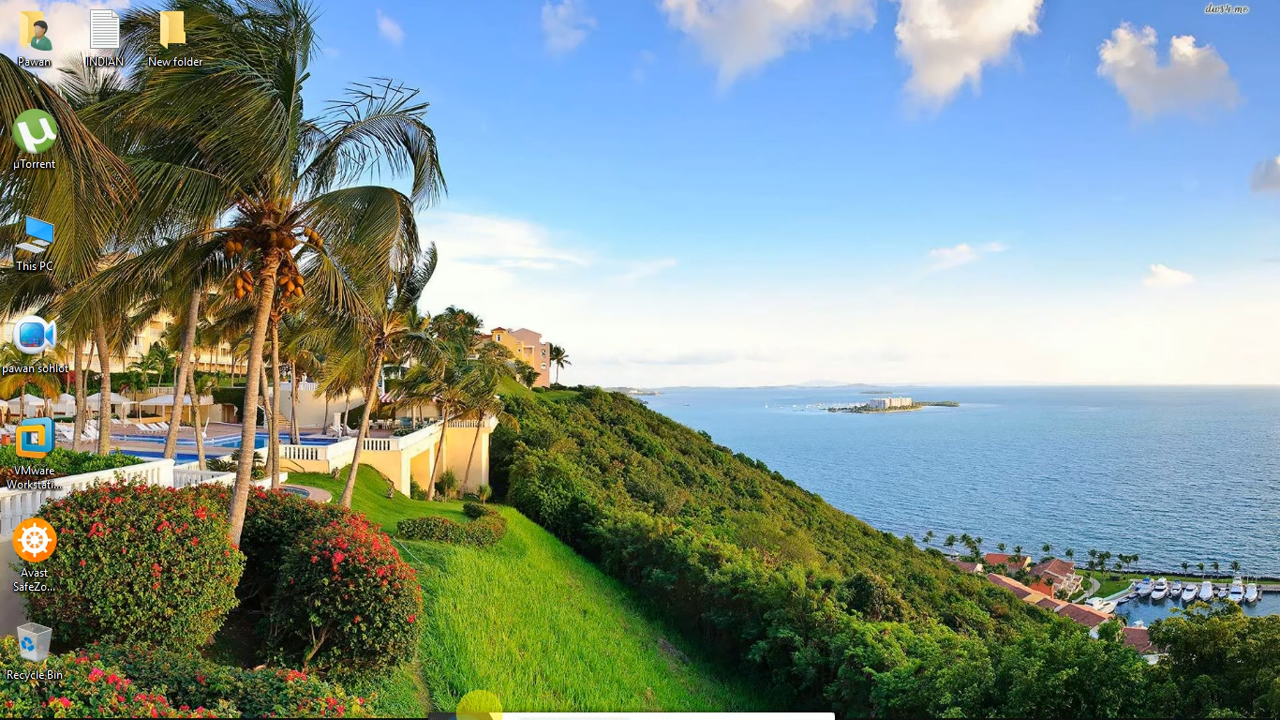 Pawan
INDIAN
New folder
µTorrent
This PC
pawan sohlot
VMware
Workstati...
Avast
SafeZo...
Recycle Bin